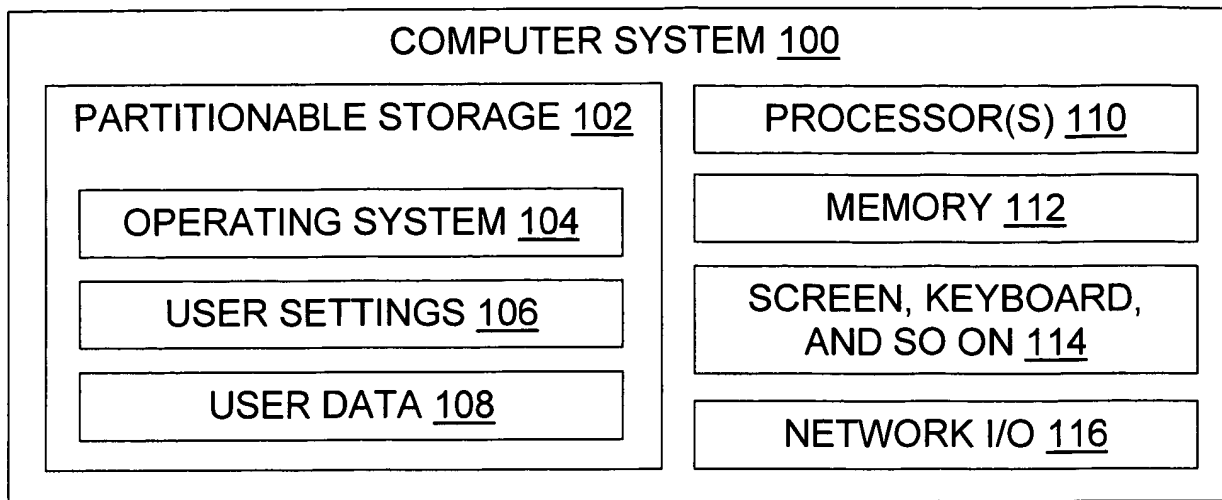 COMPUTER SYSTEM 100
PARTITIONABLE STORAGE 102
OPERATING SYSTEM 104
USER SETTINGS 106
USER DATA 108
PROCESSOR(S) 110
MEMORY 112
SCREEN, KEYBOARD,
AND SO ON 114
NETWORK I/O 116